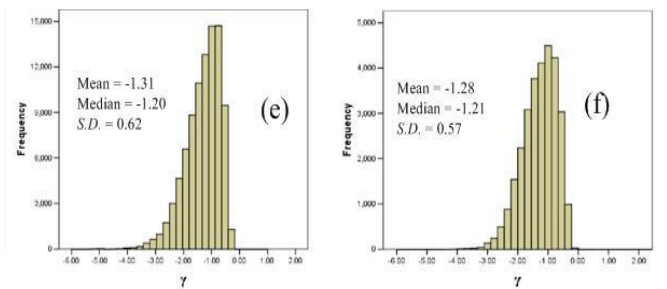 15,000
12,000
9,000
6,000
3,000
0
Frequency
Mean = -1.31
Median = -1.20
S.D. = 0.62
(e)
-6.00 -5.00 -4.00 -3.00 -2.00 -1.00 0.00 1.00 2.00
γ
5,000
4,000
3,000
2,000
1,000
0
Frequency
Mean = -1.28
Median = -1.21
S.D. = 0.57
(f)
-6.00 -5.00 -4.00 -3.00 -2.00 -1.00 0.00 1.00 2.00
γ